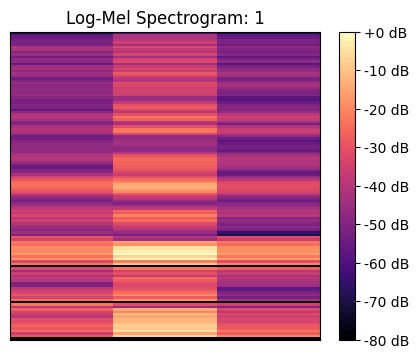 Log-Mel Spectrogram: 1
+0 dB
-10 dB
-20 dB
-30 dB
-40 dB
-50 dB
-60 dB
-70 dB
-80 dB